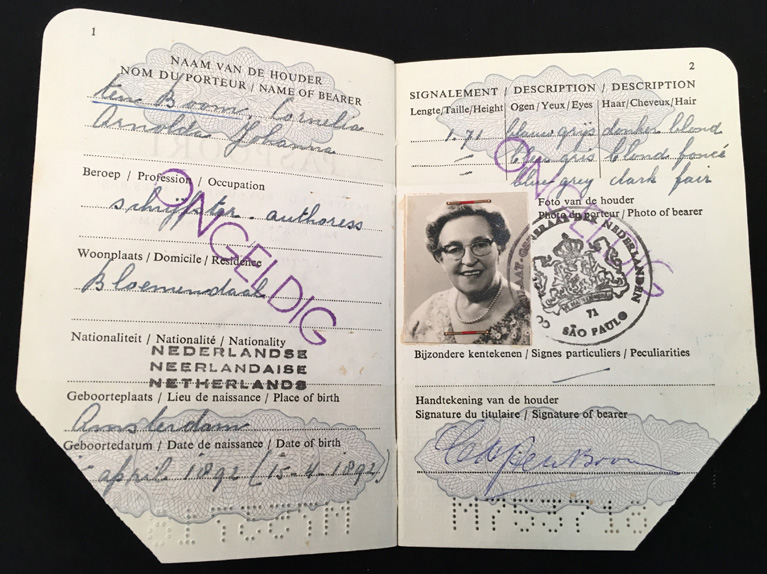 1
NAAM VAN DE HOUDER
NOM DU PORTEUR / NAME OF BEARER
ten Boom, Cornelia
Arnolda Johanna
Beroep / Profession / Occupation
schrijfster - authoress
ONGELDIG
Woonplaats / Domicile / Residence
Bloemendaal
Nationaliteit / Nationalité / Nationality
NEDERLANDSE
NEERLANDAISE
NETHERLANDS
Geboorteplaats / Lieu de naissance / Place of birth
Amsterdam
Geboortedatum / Date de naissance / Date of birth
april 1892 (15-4-1892)
2
SIGNALEMENT / DESCRIPTION / DESCRIPTION
Lengte/Taille/Height Ogen/Yeux/Eyes Haar/Cheveux/Hair
1.71 blauwgrijs donker blond
— bleu gris blond foncé
— blue grey dark fair
ONGELDIG
Foto van de houder
Photo du porteur / Photo of bearer
DER NEDERLANDEN
71
SÃO PAULO
Bijzondere kentekenen / Signes particuliers / Peculiarities
—
Handtekening van de houder
Signature du titulaire / Signature of bearer
ten Boom